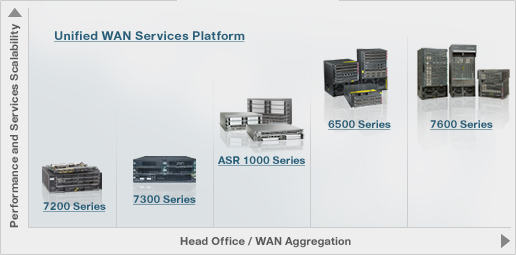 Unified WAN Services Platform
Performance and Services Scalability
6500 Series
7600 Series
ASR 1000 Series
7200 Series
7300 Series
Head Office / WAN Aggregation